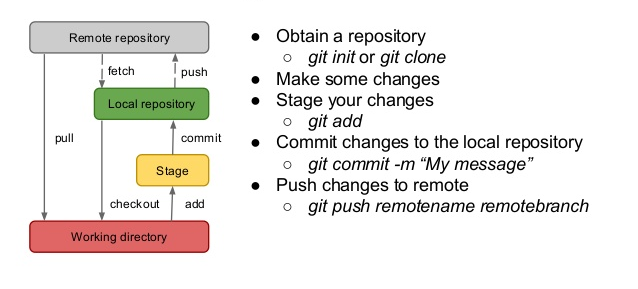 Remote repository
fetch
push
Local repository
pull
commit
Stage
checkout
add
Working directory
● Obtain a repository
○ git init or git clone
● Make some changes
● Stage your changes
○ git add
● Commit changes to the local repository
○ git commit -m “My message”
● Push changes to remote
○ git push remotename remotebranch